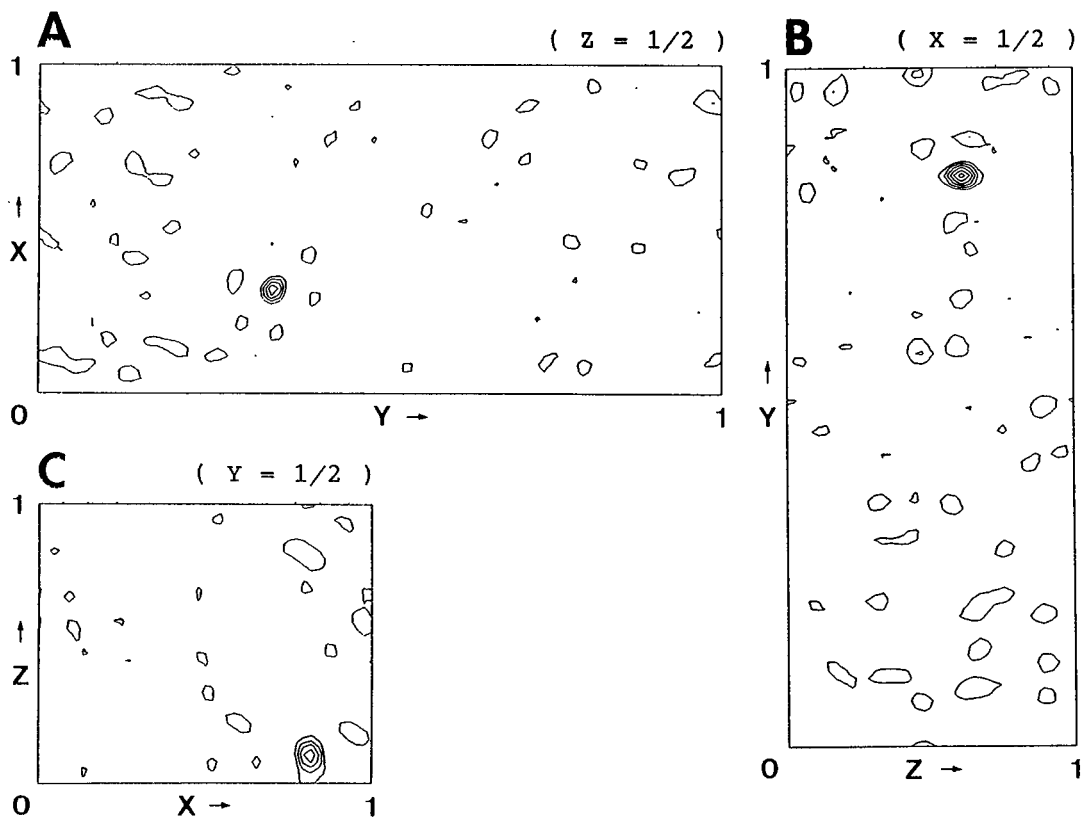 A
( Z = 1/2 )
1
↑
X
0
Y →
1
B
( X = 1/2 )
1
↑
Y
0
Z →
1
C
( Y = 1/2 )
1
↑
Z
0
X →
1